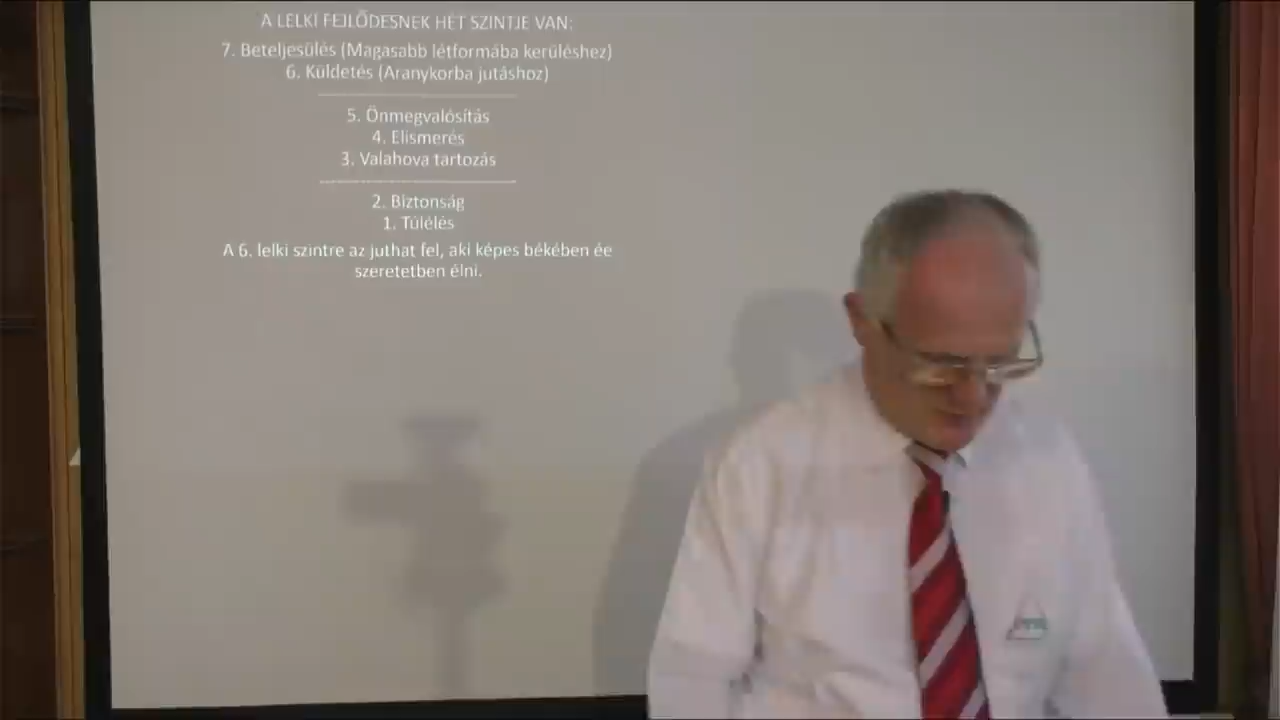 A LELKI FEJLŐDESNEK HÉT SZINTJE VAN:
7. Beteljesülés (Magasabb létformába kerüléshez)
6. Küldetés (Aranykorba jutáshoz)
5. Önmegvalósítás
4. Elismerés
3. Valahova tartozás
2. Biztonság
1. Túlélés
A 6. lelki szintre az juthat fel, aki képes békében ée
szeretetben élni.